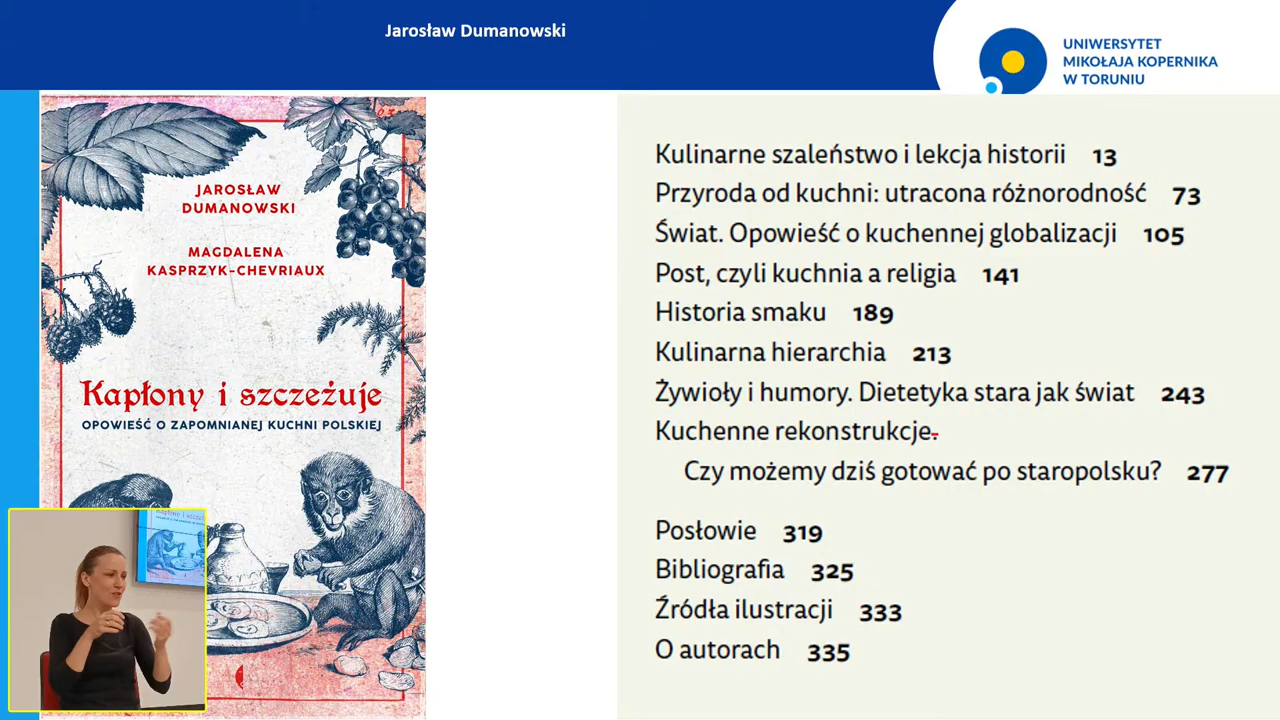 Jarosław Dumanowski
UNIWERSYTET
MIKOŁAJA KOPERNIKA
W TORUNIU
JAROSŁAW
DUMANOWSKI
MAGDALENA
KASPRZYK-CHEVRIAUX
Kapłony i szczeżuje
OPOWIEŚĆ O ZAPOMNIANEJ KUCHNI POLSKIEJ
Kulinarne szaleństwo i lekcja historii 13
Przyroda od kuchni: utracona różnorodność 73
Świat. Opowieść o kuchennej globalizacji 105
Post, czyli kuchnia a religia 141
Historia smaku 189
Kulinarna hierarchia 213
Żywioły i humory. Dietetyka stara jak świat 243
Kuchenne rekonstrukcje.
Czy możemy dziś gotować po staropolsku? 277
Posłowie 319
Bibliografia 325
Źródła ilustracji 333
O autorach 335
Kapłony i szczeż